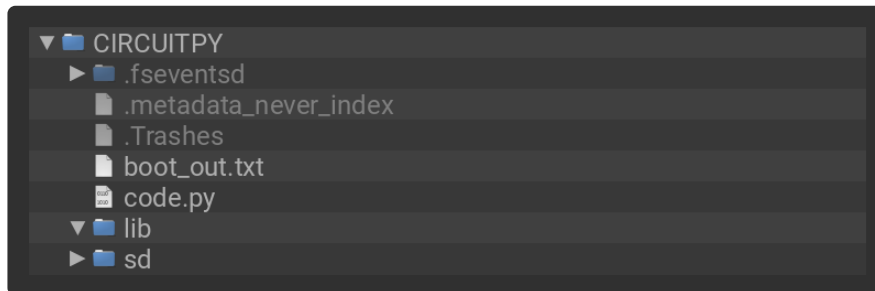 CIRCUITPY
.fseventsd
.metadata_never_index
.Trashes
boot_out.txt
code.py
lib
sd